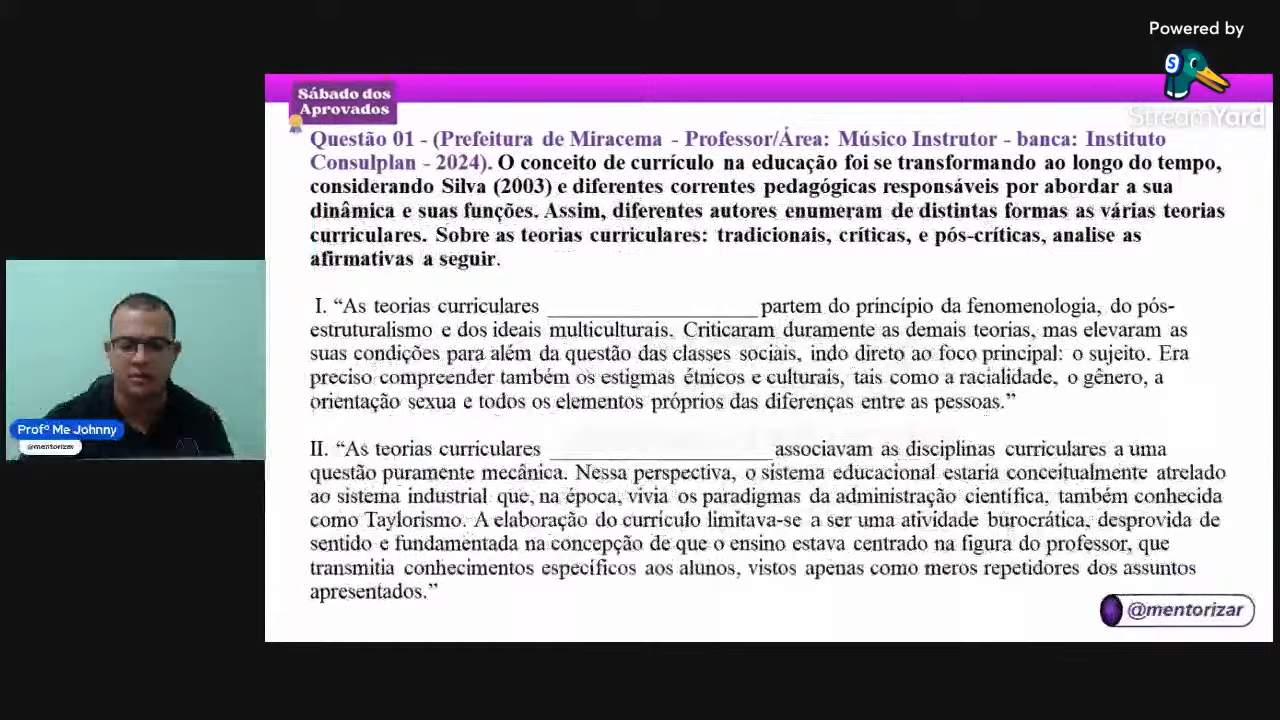 Powered by
StreamYard
Sábado dos
Aprovados
Questão 01 - (Prefeitura de Miracema - Professor/Área: Músico Instrutor - banca: Instituto
Consulplan - 2024). O conceito de currículo na educação foi se transformando ao longo do tempo,
considerando Silva (2003) e diferentes correntes pedagógicas responsáveis por abordar a sua
dinâmica e suas funções. Assim, diferentes autores enumeram de distintas formas as várias teorias
curriculares. Sobre as teorias curriculares: tradicionais, críticas, e pós-críticas, analise as
afirmativas a seguir.
I. “As teorias curriculares ____________________ partem do princípio da fenomenologia, do pós-
estruturalismo e dos ideais multiculturais. Criticaram duramente as demais teorias, mas elevaram as
suas condições para além da questão das classes sociais, indo direto ao foco principal: o sujeito. Era
preciso compreender também os estigmas étnicos e culturais, tais como a racialidade, o gênero, a
orientação sexua e todos os elementos próprios das diferenças entre as pessoas.”
II. “As teorias curriculares _____________________ associavam as disciplinas curriculares a uma
questão puramente mecânica. Nessa perspectiva, o sistema educacional estaria conceitualmente atrelado
ao sistema industrial que, na época, vivia os paradigmas da administração científica, também conhecida
como Taylorismo. A elaboração do currículo limitava-se a ser uma atividade burocrática, desprovida de
sentido e fundamentada na concepção de que o ensino estava centrado na figura do professor, que
transmitia conhecimentos específicos aos alunos, vistos apenas como meros repetidores dos assuntos
apresentados.”
Profº Me Johnny
@mentorizar
@mentorizar